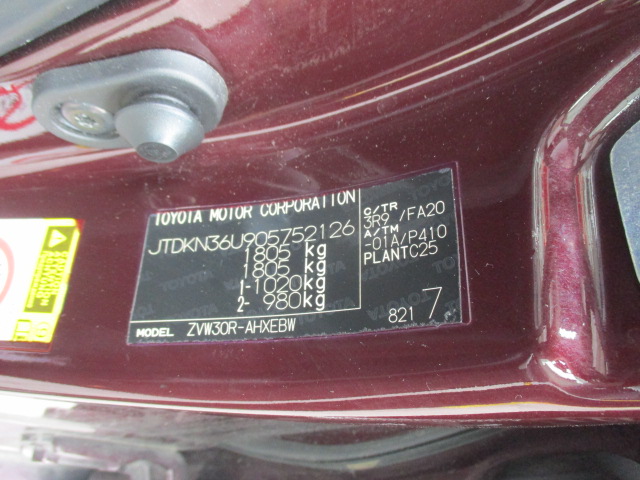 TOYOTA MOTOR CORPORATION
JTDKN36U905752126
1805 kg
1805 kg
1-1020kg
2- 980kg
MODEL ZVW30R-AHXEBW
C/TR
3R9 /FA20
A/TM
-01A/P410
PLANTC25
821 7